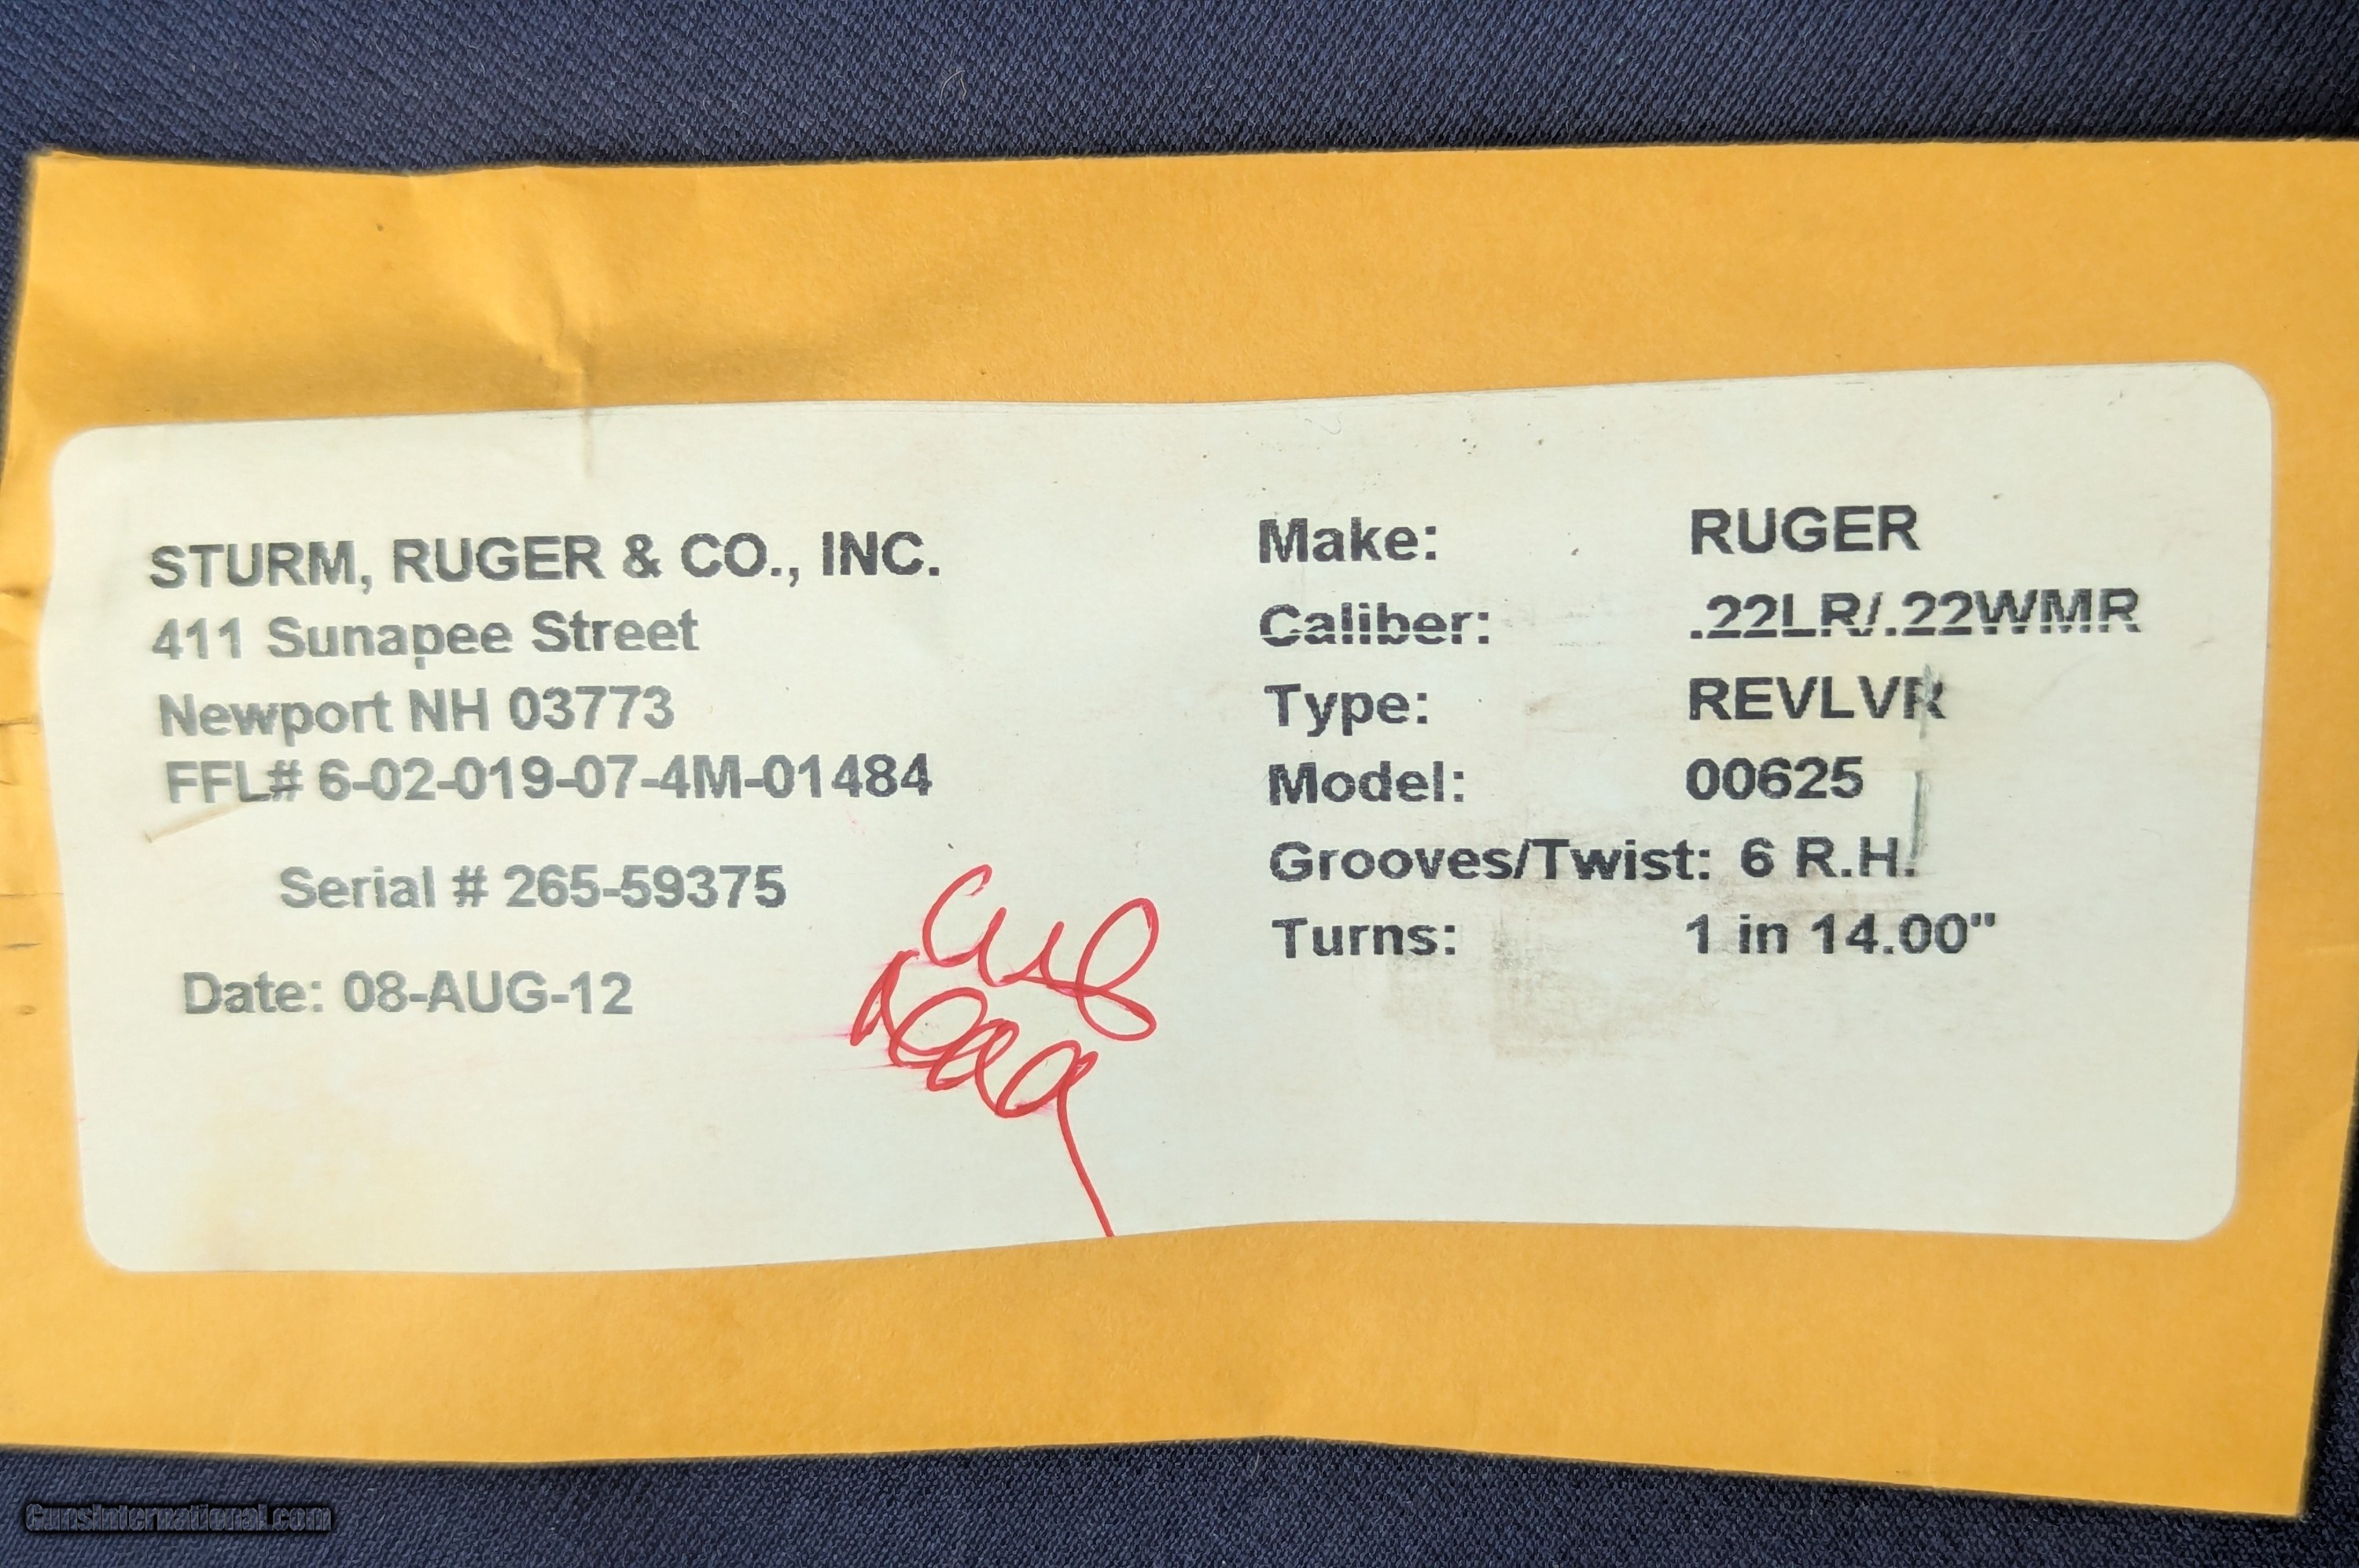 STURM, RUGER & CO., INC.
411 Sunapee Street
Newport NH 03773
FFL# 6-02-019-07-4M-01484
Serial # 265-59375
Date: 08-AUG-12
Make: RUGER
Caliber: .22LR/.22WMR
Type: REVLVR
Model: 00625
Grooves/Twist: 6 R.H.
Turns: 1 in 14.00"
GunsInternational.com